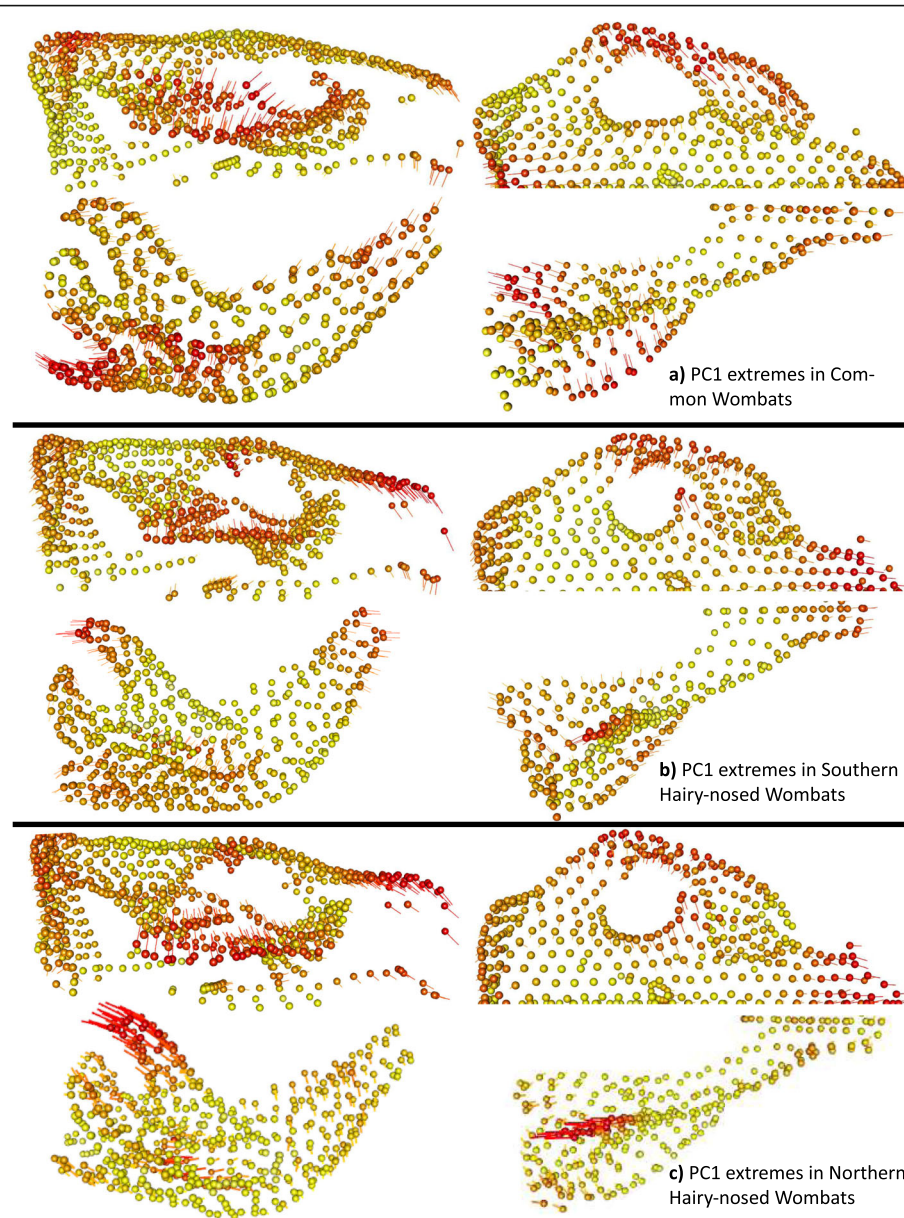 a) PC1 extremes in Com-
mon Wombats
b) PC1 extremes in Southern
Hairy-nosed Wombats
c) PC1 extremes in Northern
Hairy-nosed Wombats